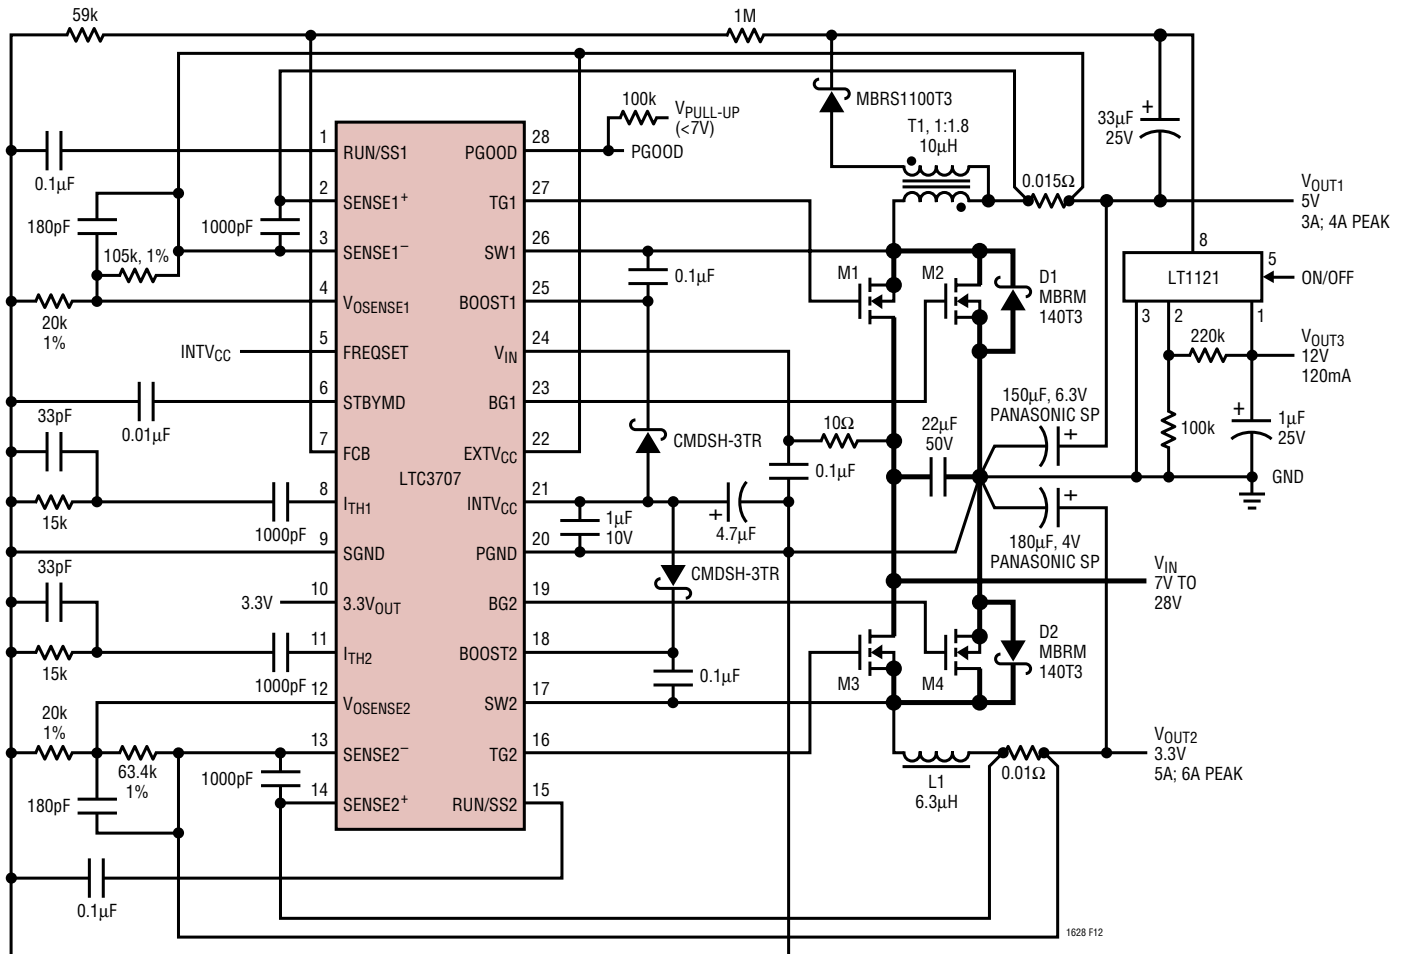 59k
1M
MBRS1100T3
100k
VPULL-UP
(<7V)
PGOOD
T1, 1:1.8
10μH
33μF
25V
+
0.015Ω
VOUT1
5V
3A; 4A PEAK
0.1μF
180pF
1000pF
105k, 1%
20k
1%
INTVCC
33pF
0.01μF
15k
1000pF
33pF
3.3V
15k
1000pF
20k
1%
63.4k
1%
180pF
1000pF
0.1μF
1
RUN/SS1
2
SENSE1+
3
SENSE1−
4
VOSENSE1
5
FREQSET
6
STBYMD
7
FCB
8
ITH1
9
SGND
10
3.3VOUT
11
ITH2
12
VOSENSE2
13
SENSE2−
14
SENSE2+
LTC3707
PGOOD
28
TG1
27
SW1
26
BOOST1
25
VIN
24
BG1
23
EXTVCC
22
INTVCC
21
PGND
20
BG2
19
BOOST2
18
SW2
17
TG2
16
RUN/SS2
15
0.1μF
CMDSH-3TR
1μF
10V
+
4.7μF
CMDSH-3TR
0.1μF
10Ω
0.1μF
M1
M2
D1
MBRM
140T3
22μF
50V
150μF, 6.3V
PANASONIC SP
+
+
180μF, 4V
PANASONIC SP
8
5
LT1121
ON/OFF
3
2
1
220k
VOUT3
12V
120mA
100k
+
1μF
25V
GND
VIN
7V TO
28V
M3
M4
D2
MBRM
140T3
L1
6.3μH
0.01Ω
VOUT2
3.3V
5A; 6A PEAK
1628 F12